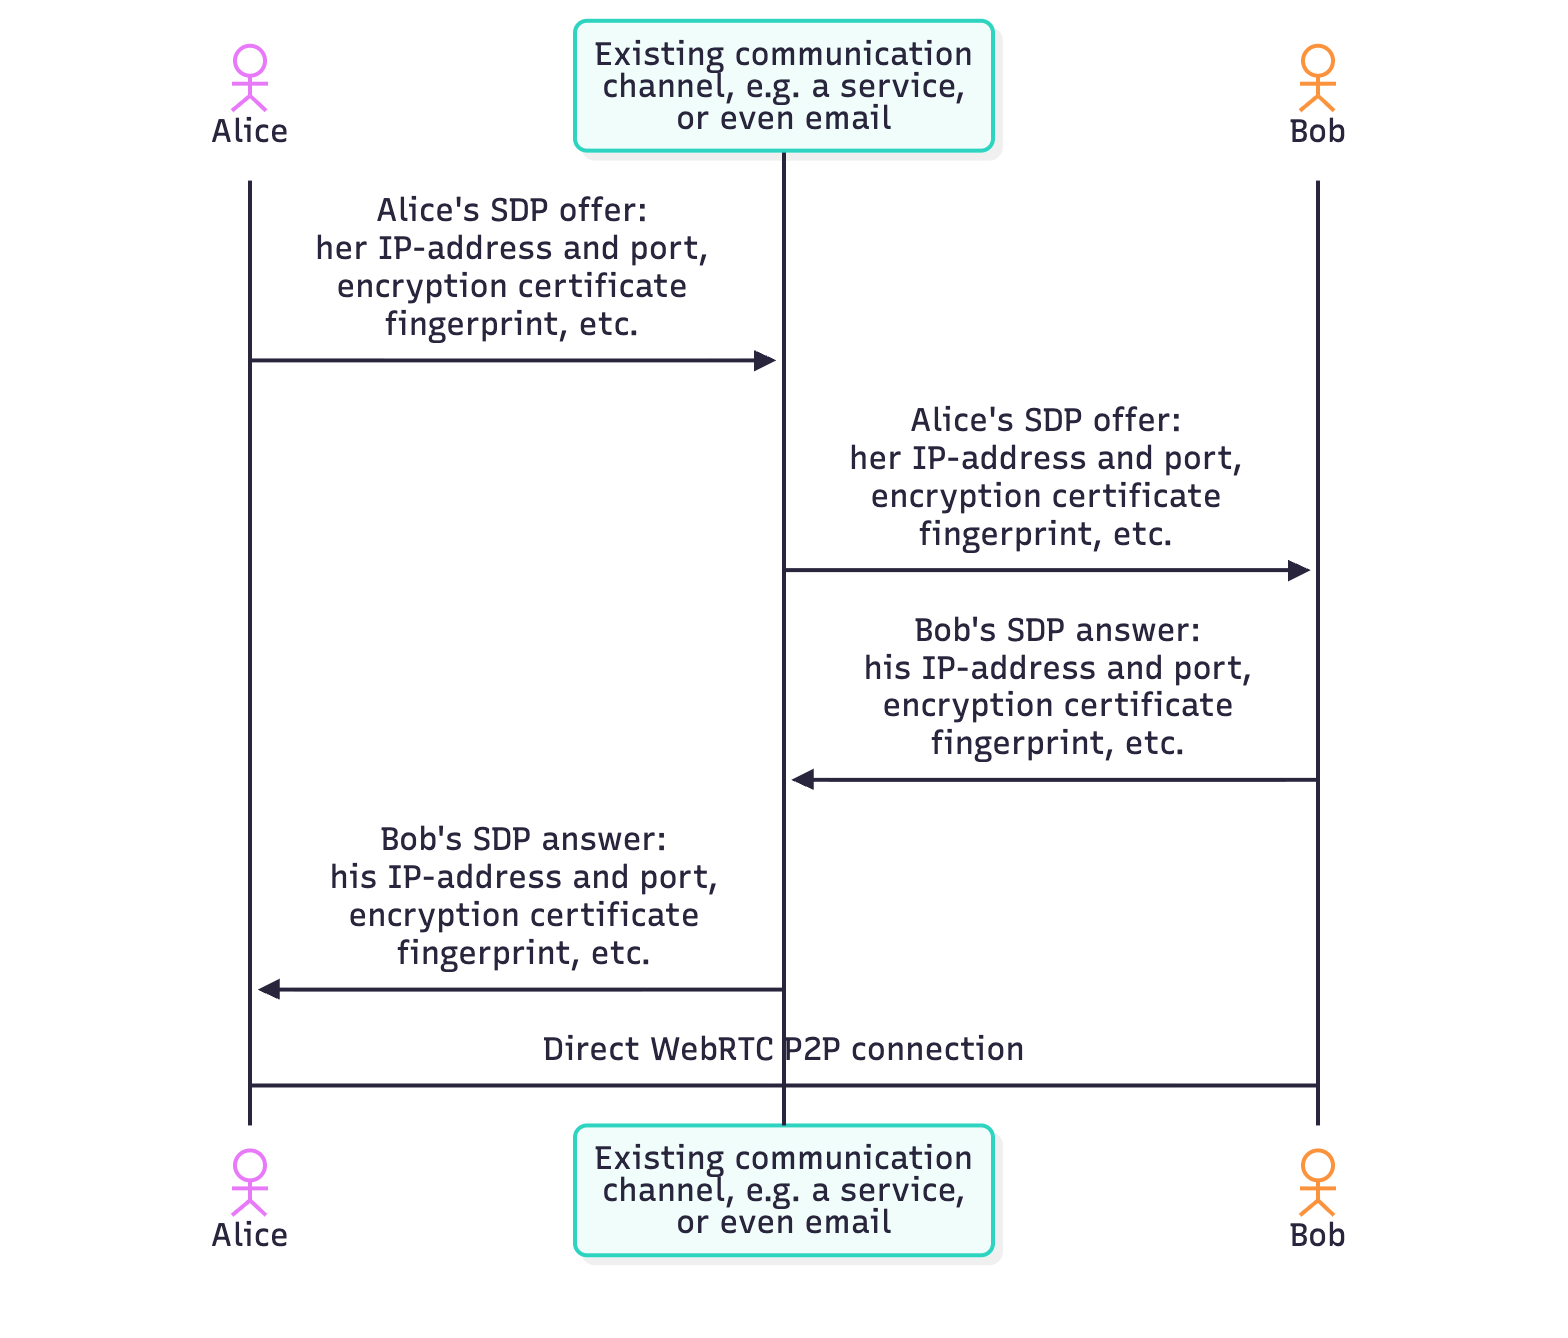 Existing communication
channel, e.g. a service,
or even email
Alice
Bob
Alice's SDP offer:
her IP-address and port,
encryption certificate
fingerprint, etc.
Alice's SDP offer:
her IP-address and port,
encryption certificate
fingerprint, etc.
Bob's SDP answer:
his IP-address and port,
encryption certificate
fingerprint, etc.
Bob's SDP answer:
his IP-address and port,
encryption certificate
fingerprint, etc.
Direct WebRTC P2P connection
Existing communication
channel, e.g. a service,
or even email
Alice
Bob